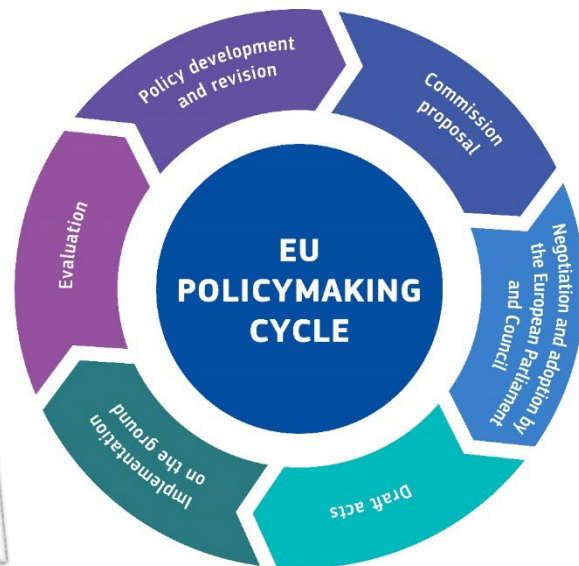 EU
POLICYMAKING
CYCLE
Policy development
and revision
Commission
proposal
Negotiation and adoption by
the European Parliament
and Council
Draft acts
Implementation
on the ground
Evaluation